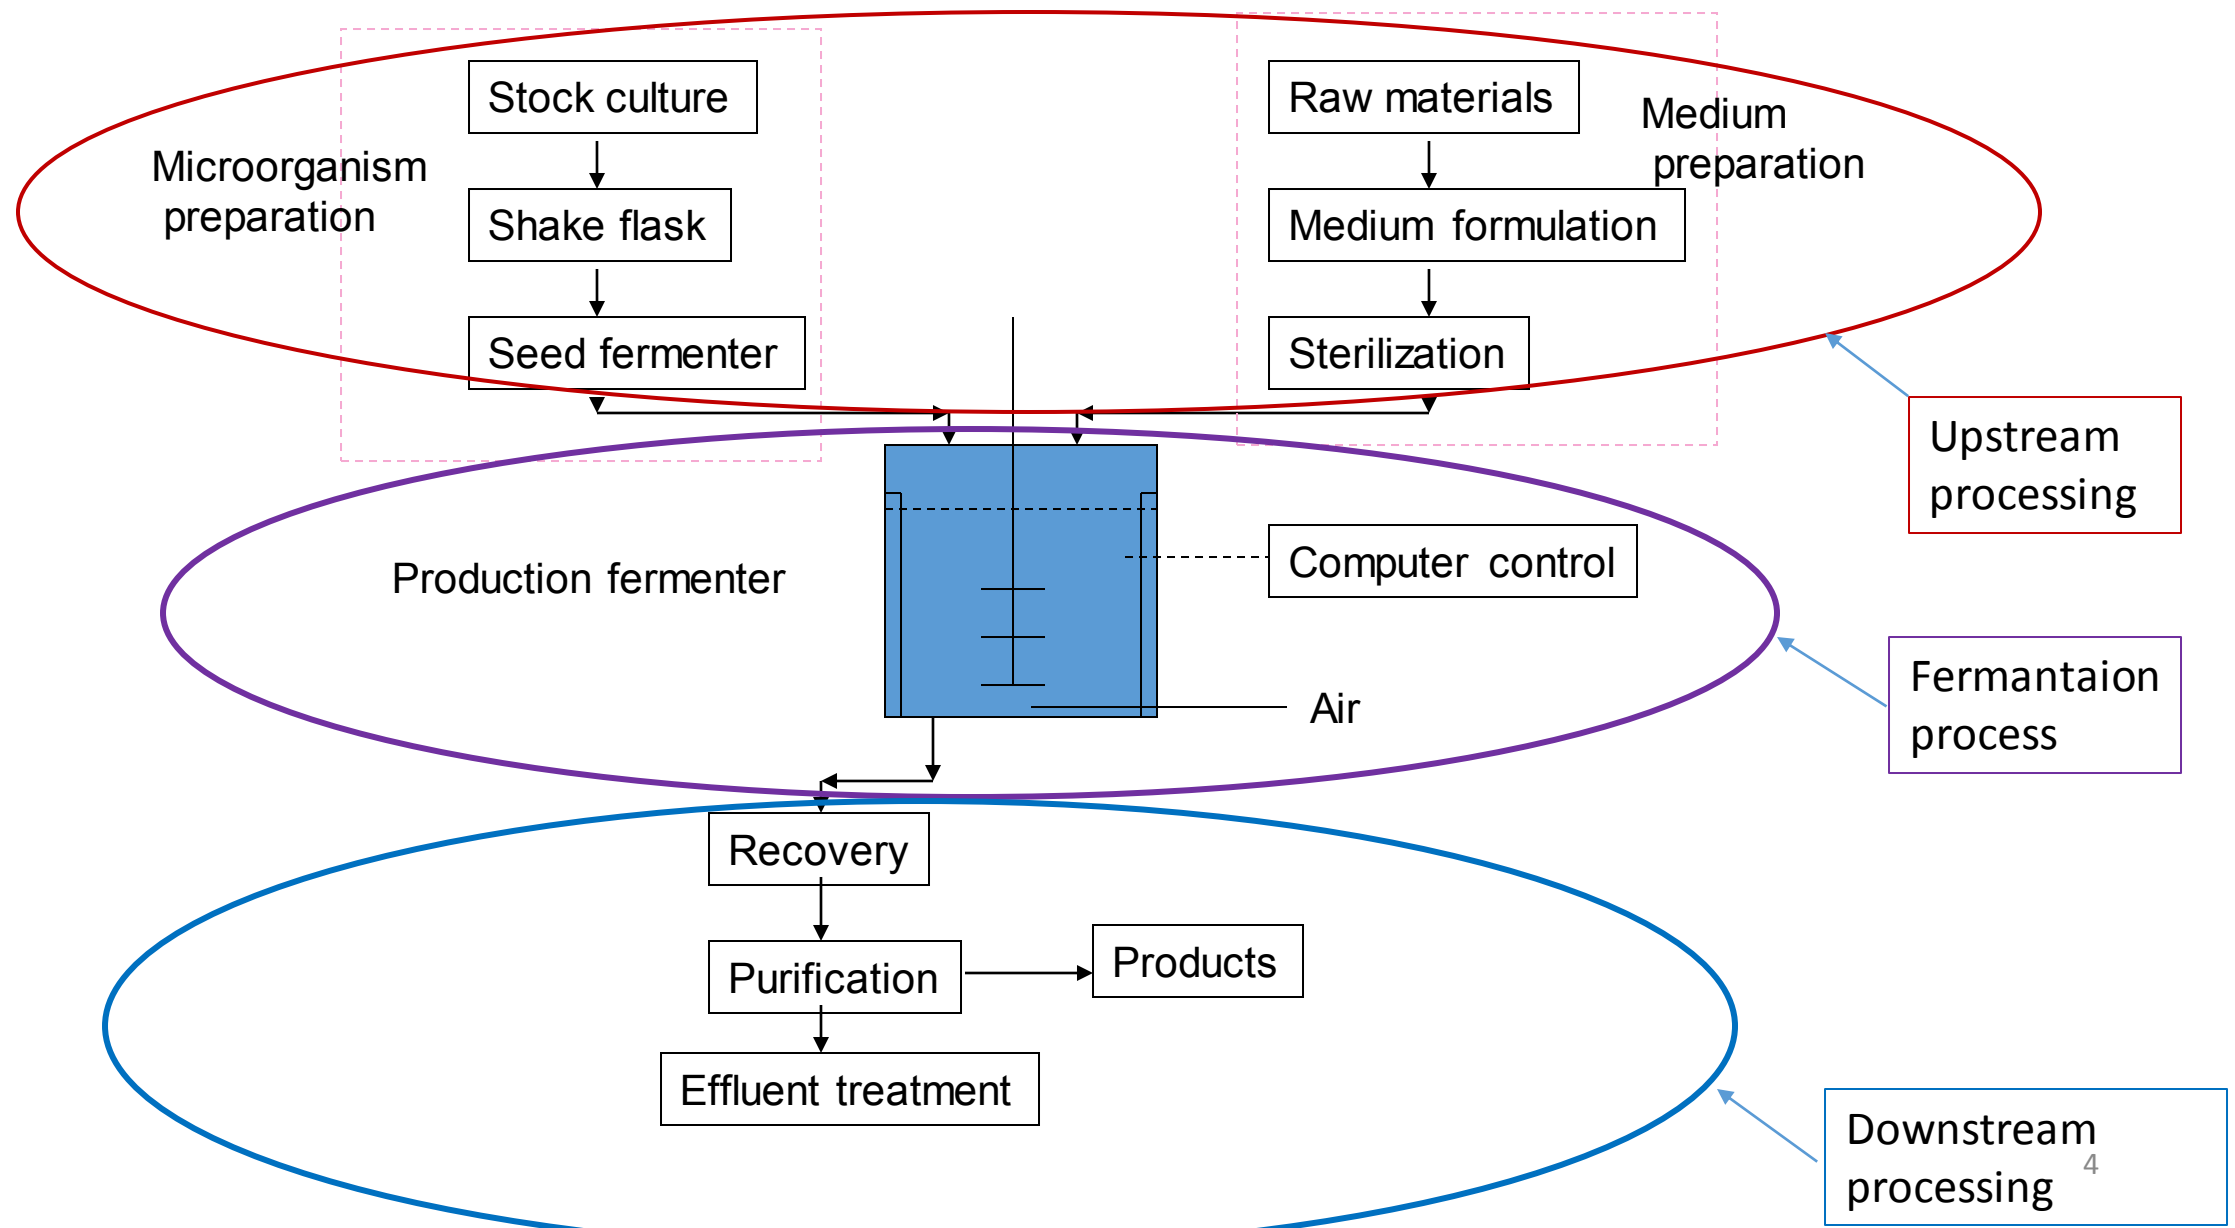 Stock culture
Raw materials
Medium
preparation
Microorganism
preparation
Shake flask
Medium formulation
Seed fermenter
Sterilization
Upstream
processing
Computer control
Production fermenter
Air
Fermantaion
process
Recovery
Purification
Products
Effluent treatment
Downstream
processing
4